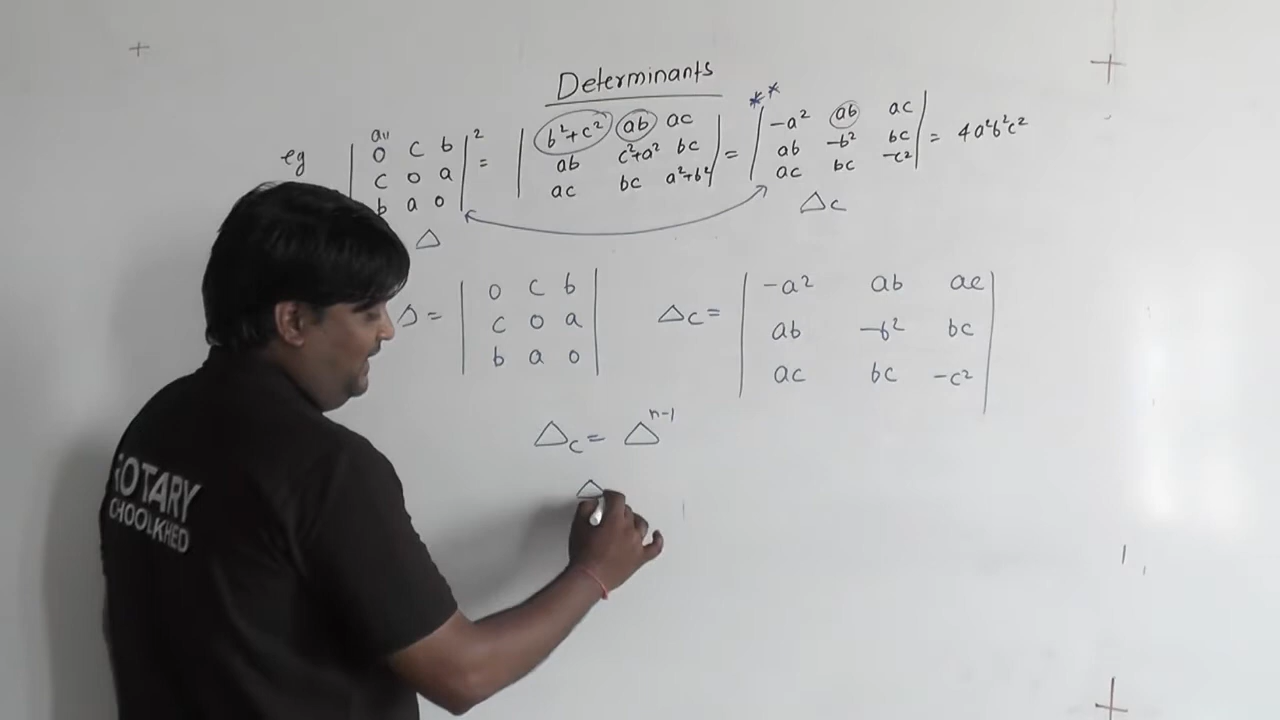 Determinants
eg | 0 c b |² = | b²+c² ab ac | = ** | -a² ab ac | = 4a²b²c²
| c 0 a | | ab c²+a² bc | | ab -b² bc |
| b a 0 | | ac bc a²+b² | | ac bc -c² |
△ △c
△ = | 0 c b | △c = | -a² ab ac |
| c 0 a | | ab -b² bc |
| b a 0 | | ac bc -c² |
△c = △ⁿ⁻¹
△
ROTARY
CHOOLKHED